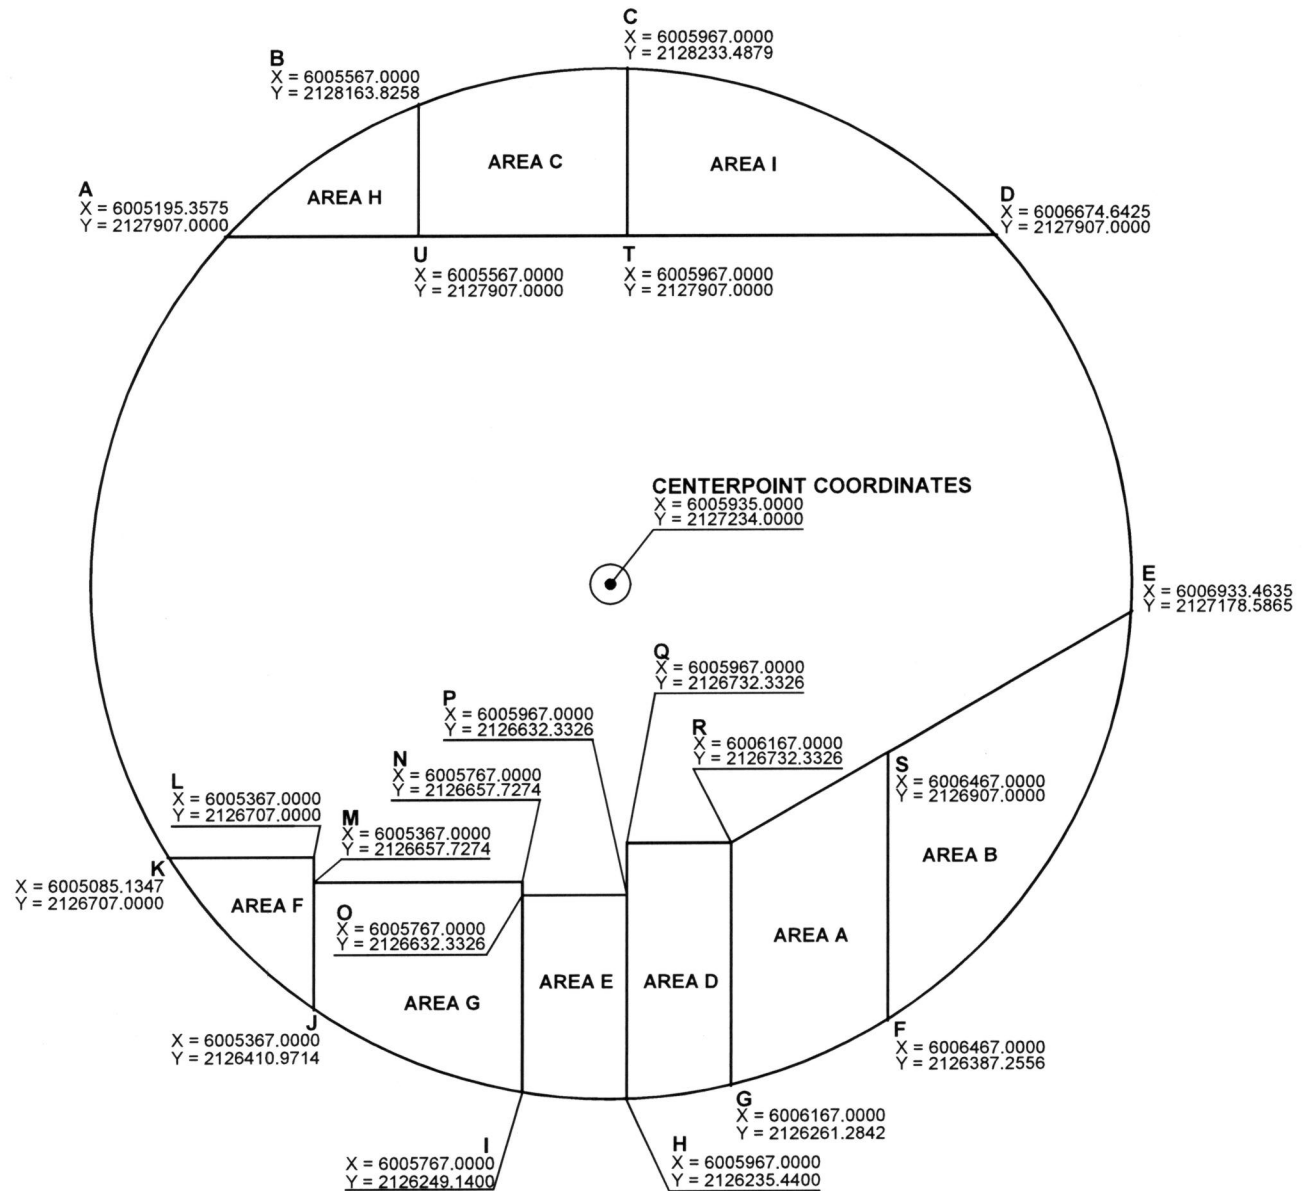 C
X = 6005967.0000
Y = 2128233.4879
B
X = 6005567.0000
Y = 2128163.8258
AREA C
AREA I
AREA H
A
X = 6005195.3575
Y = 2127907.0000
D
X = 6006674.6425
Y = 2127907.0000
U
X = 6005567.0000
Y = 2127907.0000
T
X = 6005967.0000
Y = 2127907.0000
CENTERPOINT COORDINATES
X = 6005935.0000
Y = 2127234.0000
E
X = 6006933.4635
Y = 2127178.5865
Q
X = 6005967.0000
Y = 2126732.3326
P
X = 6005967.0000
Y = 2126632.3326
R
X = 6006167.0000
Y = 2126732.3326
N
X = 6005767.0000
Y = 2126657.7274
L
X = 6005367.0000
Y = 2126707.0000
S
X = 6006467.0000
Y = 2126907.0000
M
X = 6005367.0000
Y = 2126657.7274
K
X = 6005085.1347
Y = 2126707.0000
AREA B
AREA F
O
X = 6005767.0000
Y = 2126632.3326
AREA A
AREA E
AREA D
AREA G
J
X = 6005367.0000
Y = 2126410.9714
F
X = 6006467.0000
Y = 2126387.2556
G
X = 6006167.0000
Y = 2126261.2842
I
X = 6005767.0000
Y = 2126249.1400
H
X = 6005967.0000
Y = 2126235.4400